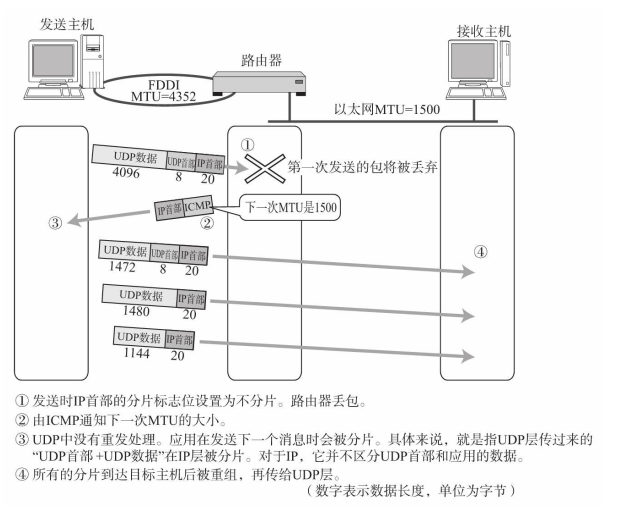 发送主机
接收主机
路由器
FDDI
MTU=4352
以太网MTU=1500
①
UDP数据 UDP首部 IP首部
4096 8 20
第一次发送的包将被丢弃
IP首部 ICMP
下一次MTU是1500
②
③
④
UDP数据 UDP首部 IP首部
1472 8 20
UDP数据 IP首部
1480 20
UDP数据 IP首部
1144 20
① 发送时IP首部的分片标志位设置为不分片。路由器丢包。
② 由ICMP通知下一次MTU的大小。
③ UDP中没有重发处理。应用在发送下一个消息时会被分片。具体来说，就是指UDP层传过来的
“UDP首部+UDP数据”在IP层被分片。对于IP，它并不区分UDP首部和应用的数据。
④ 所有的分片到达目标主机后被重组，再传给UDP层。
（数字表示数据长度，单位为字节）